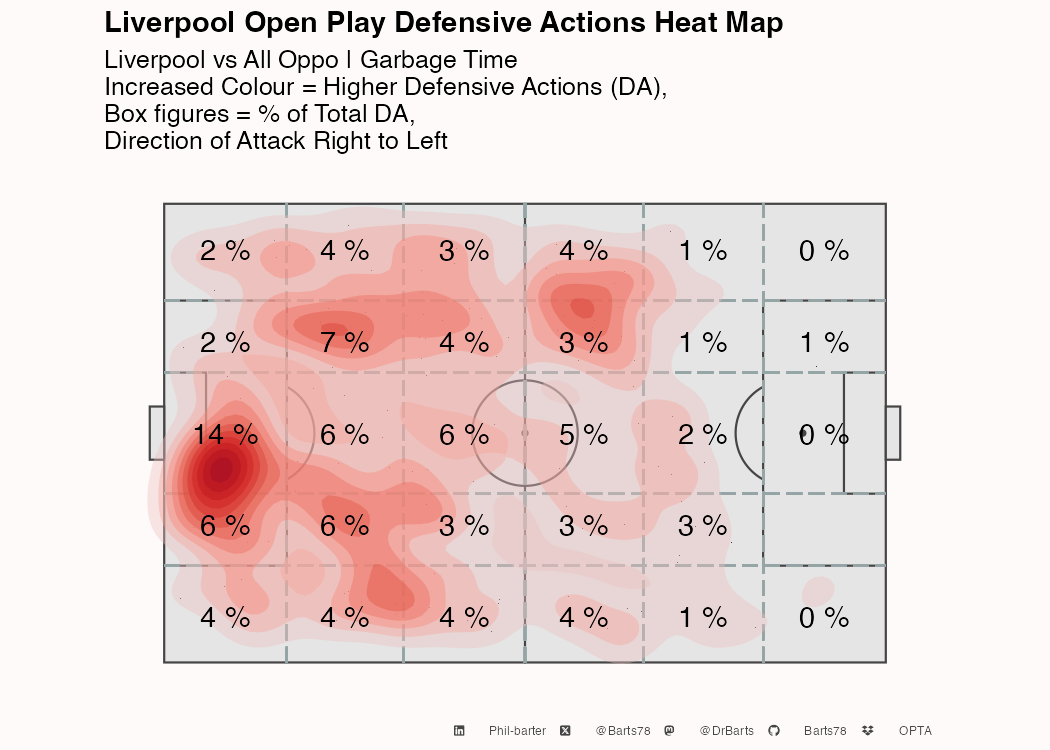 Liverpool Open Play Defensive Actions Heat Map
Liverpool vs All Oppo | Garbage Time
Increased Colour = Higher Defensive Actions (DA),
Box figures = % of Total DA,
Direction of Attack Right to Left
2 % 4 % 3 % 4 % 1 % 0 %
2 % 7 % 4 % 3 % 1 % 1 %
14 % 6 % 6 % 5 % 2 % 0 %
6 % 6 % 3 % 3 % 3 %
4 % 4 % 4 % 4 % 1 % 0 %
Phil-barter @Barts78 @DrBarts Barts78 OPTA